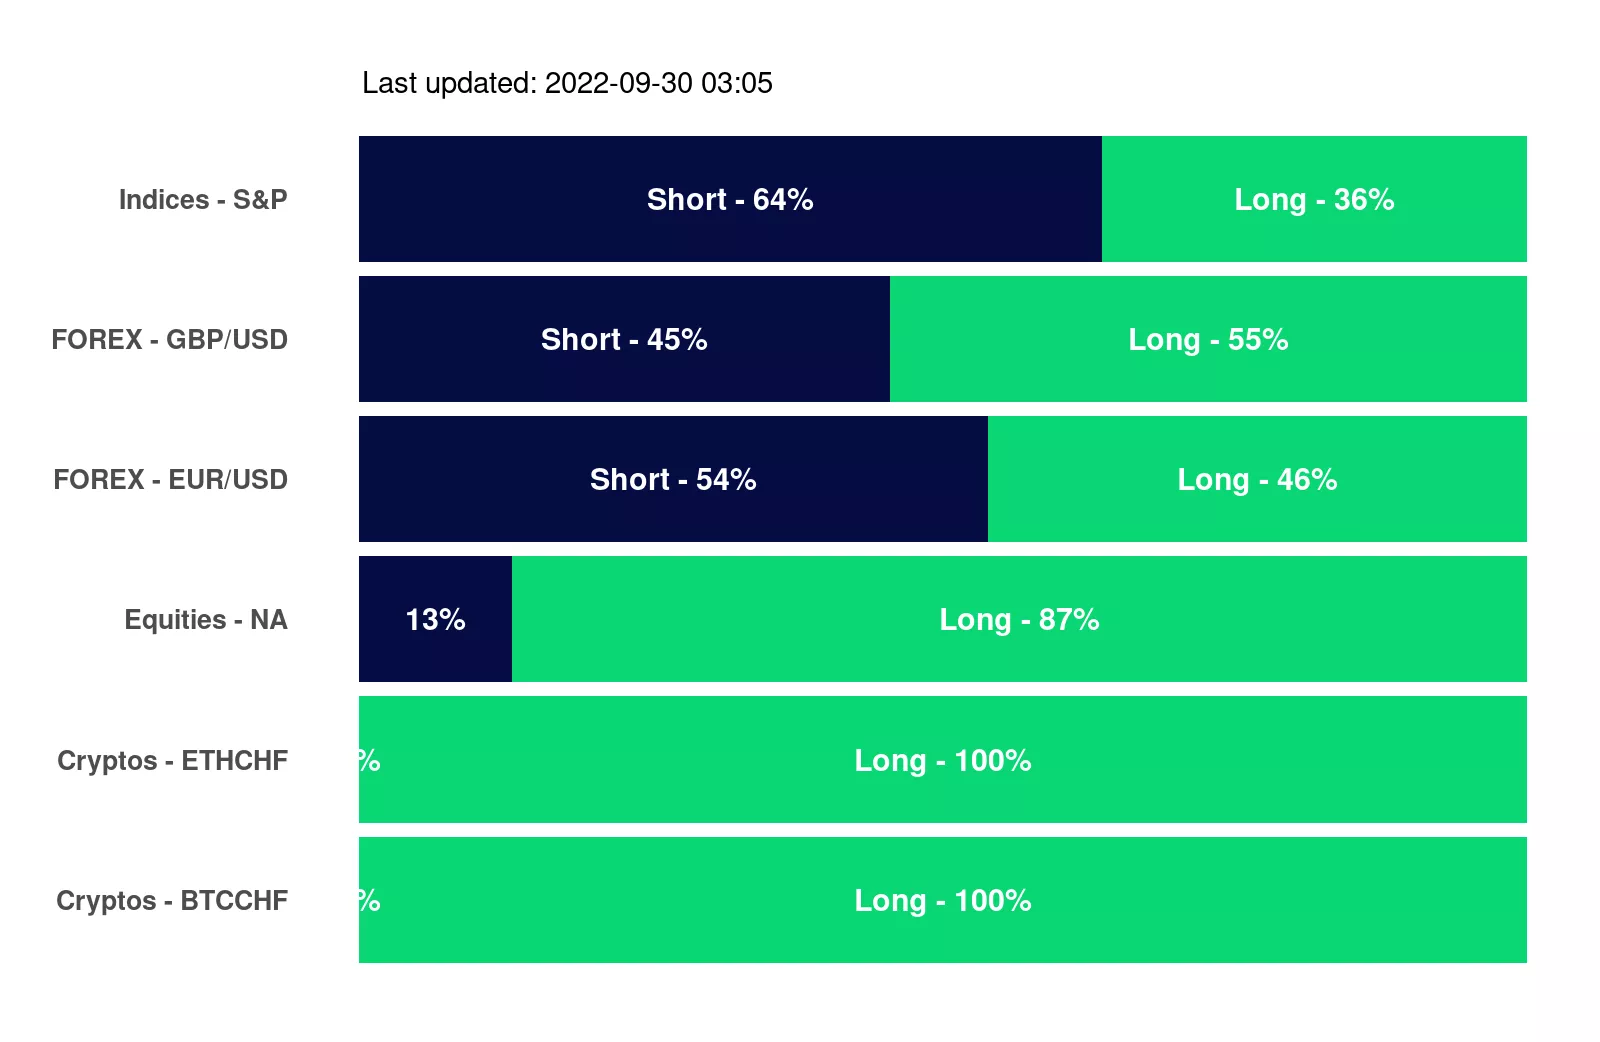 Last updated: 2022-09-30 03:05
Indices - S&P Short - 64% Long - 36%
FOREX - GBP/USD Short - 45% Long - 55%
FOREX - EUR/USD Short - 54% Long - 46%
Equities - NA 13% Long - 87%
Cryptos - ETHCHF % Long - 100%
Cryptos - BTCCHF % Long - 100%